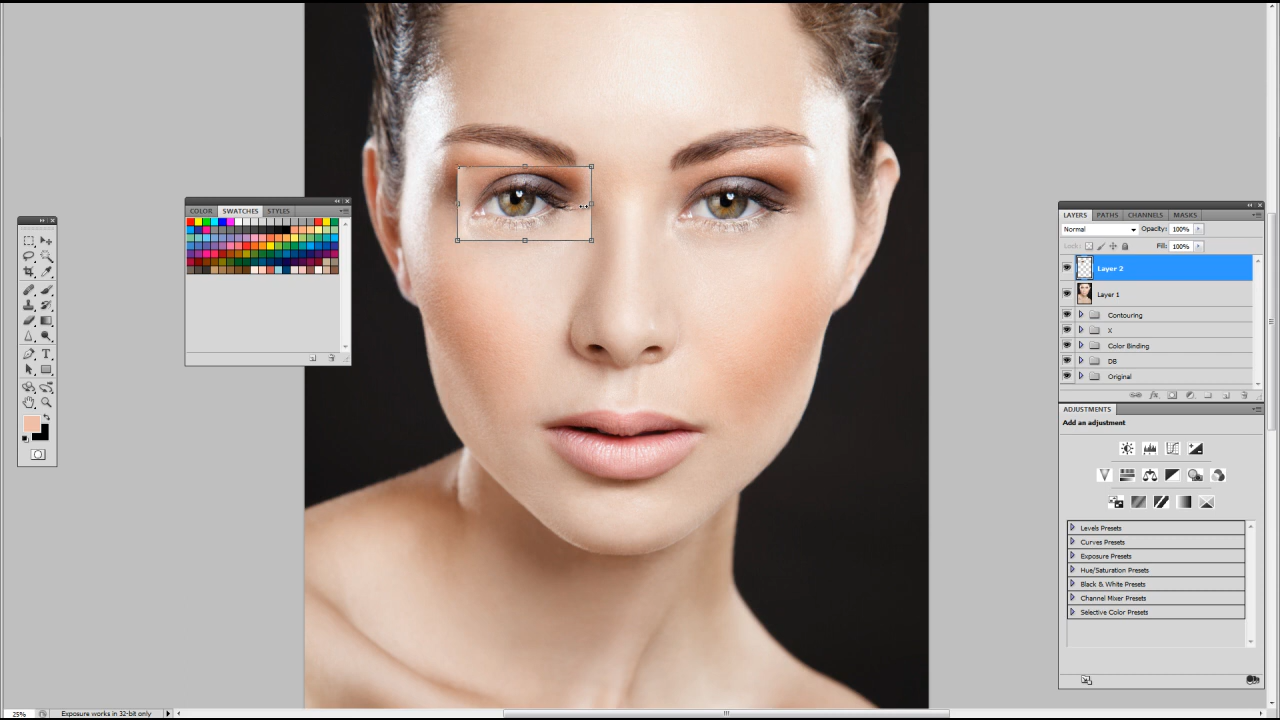 COLOR SWATCHES STYLES
LAYERS PATHS CHANNELS MASKS
Normal Opacity: 100%
Lock: Fill: 100%
Layer 2
Layer 1
Contouring
X
Color Binding
DB
Original
ADJUSTMENTS
Add an adjustment
Levels Presets
Curves Presets
Exposure Presets
Hue/Saturation Presets
Black & White Presets
Channel Mixer Presets
Selective Color Presets
25% Exposure works in 32-bit only